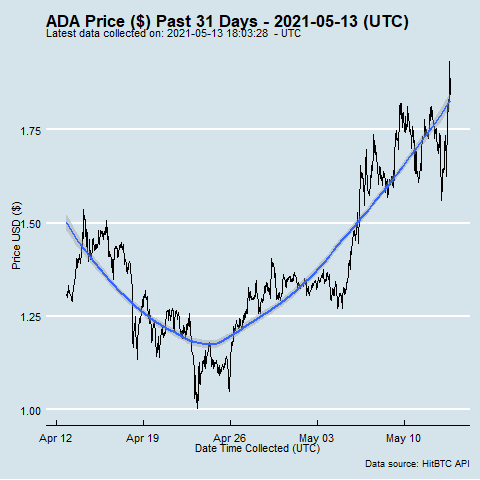 ADA Price ($) Past 31 Days - 2021-05-13 (UTC)
Latest data collected on: 2021-05-13 18:03:28 - UTC
1.75
1.50
1.25
1.00
Price USD ($)
Apr 12 Apr 19 Apr 26 May 03 May 10
Date Time Collected (UTC)
Data source: HitBTC API